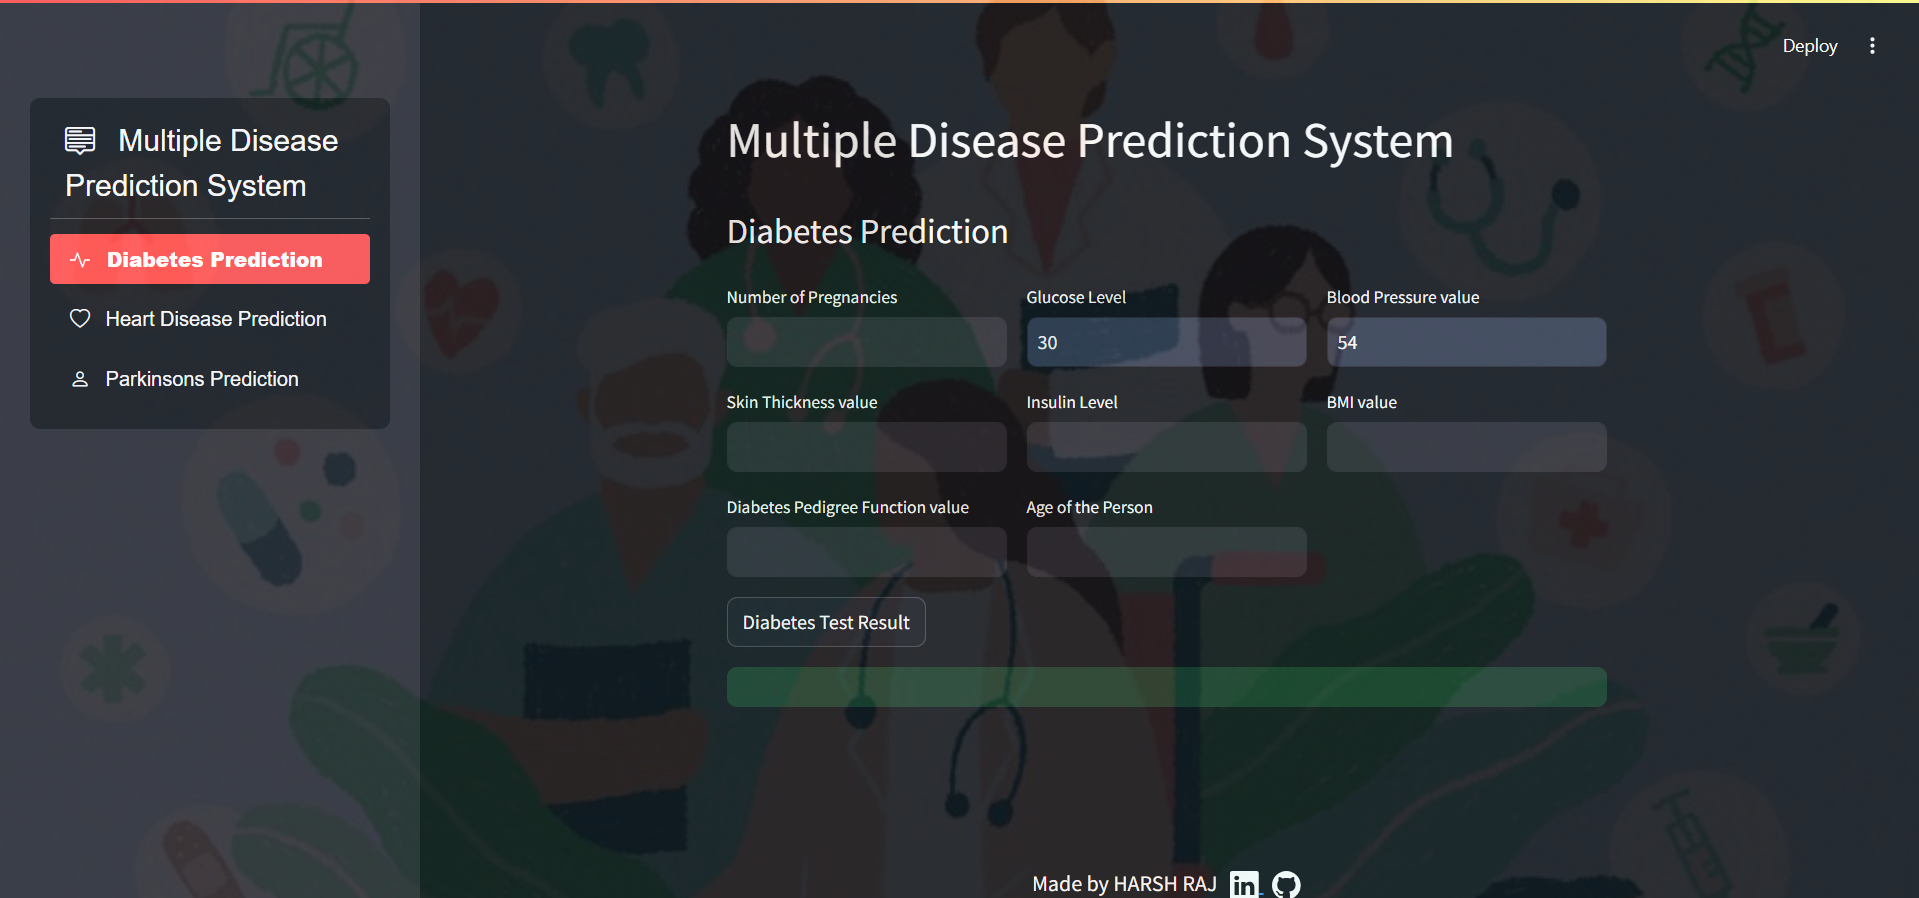 Deploy
Multiple Disease
Prediction System
Diabetes Prediction
Heart Disease Prediction
Parkinsons Prediction
Multiple Disease Prediction System
Diabetes Prediction
Number of Pregnancies
Glucose Level
Blood Pressure value
30
54
Skin Thickness value
Insulin Level
BMI value
Diabetes Pedigree Function value
Age of the Person
Diabetes Test Result
Made by HARSH RAJ in